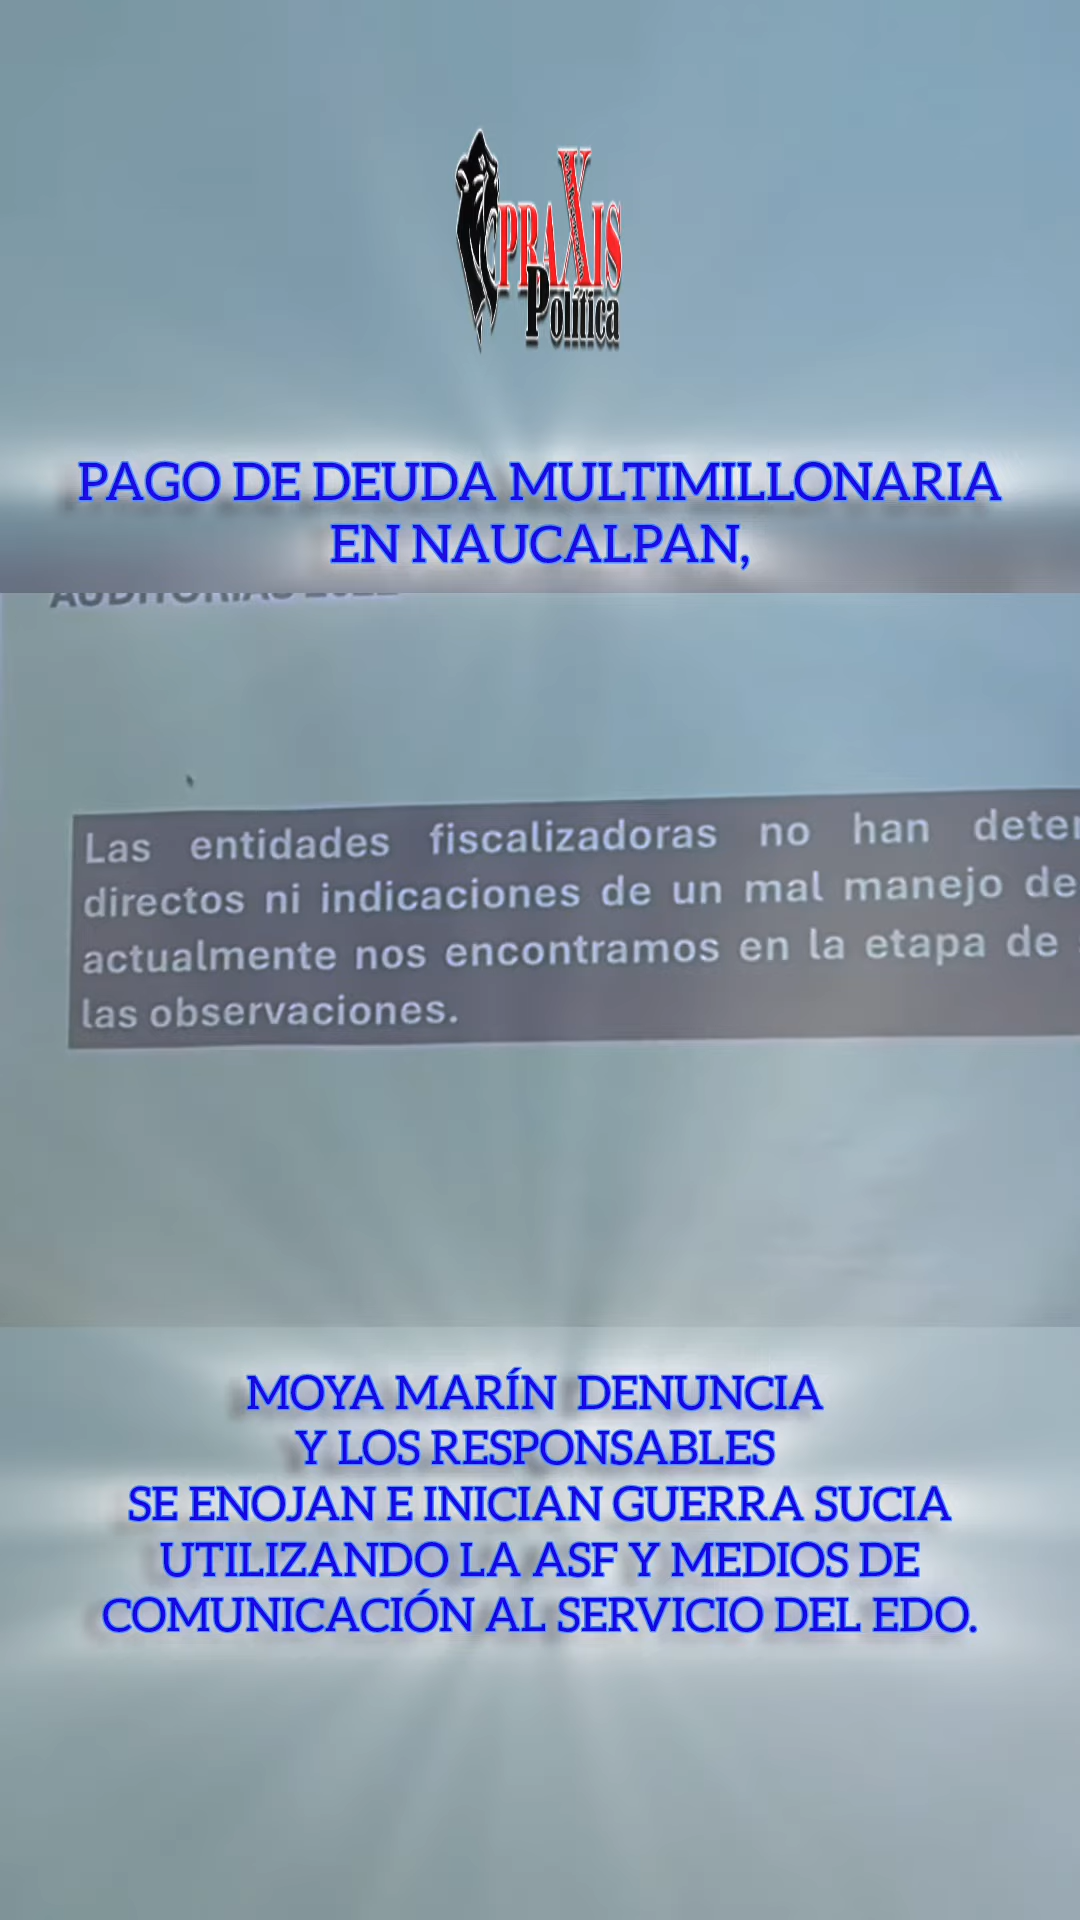 PRAXIS
Política
PAGO DE DEUDA MULTIMILLONARIA
EN NAUCALPAN,
Las entidades fiscalizadoras no han
directos ni indicaciones de un mal manejo de
actualmente nos encontramos en la etapa de
las observaciones.
MOYA MARÍN DENUNCIA
Y LOS RESPONSABLES
SE ENOJAN E INICIAN GUERRA SUCIA
UTILIZANDO LA ASF Y MEDIOS DE
COMUNICACIÓN AL SERVICIO DEL EDO.